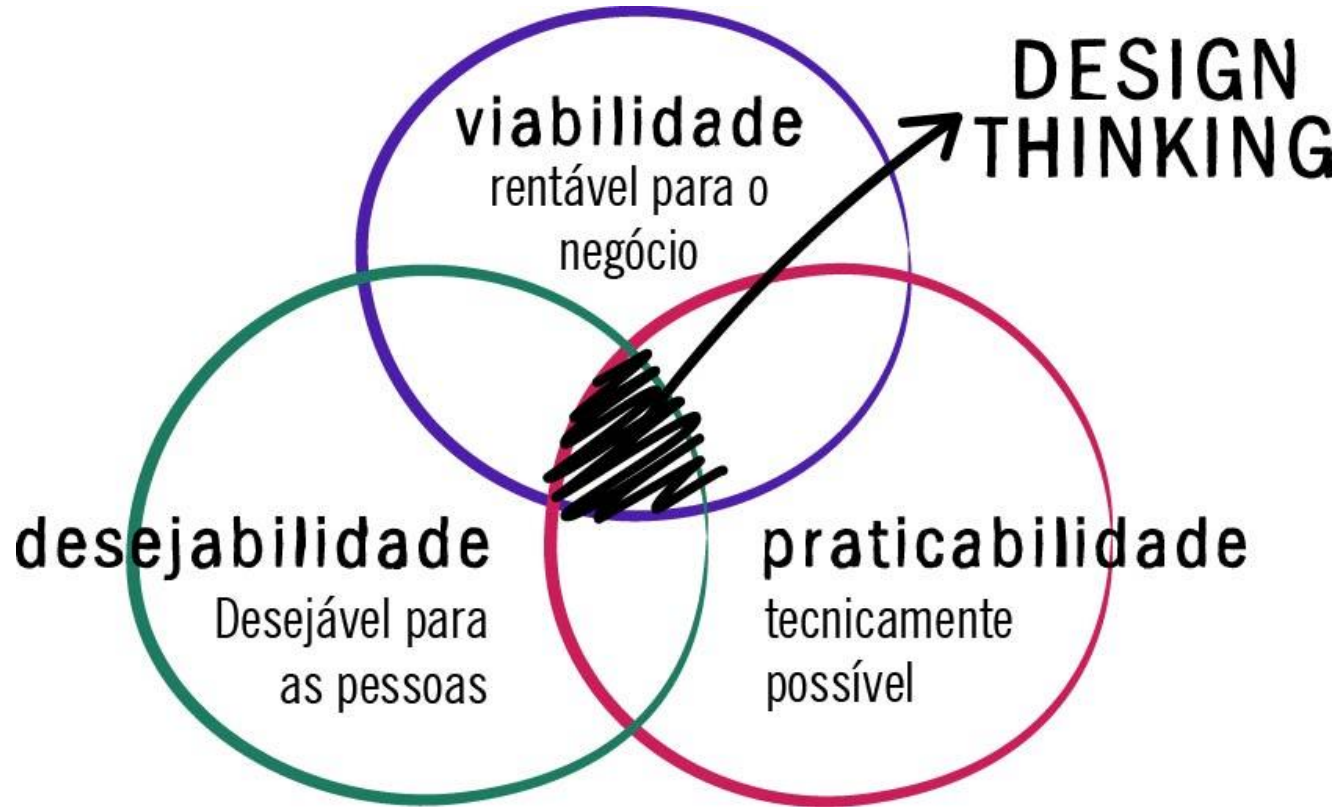 DESIGN
THINKING
viabilidade
rentável para o
negócio
desejabilidade
Desejável para
as pessoas
praticabilidade
tecnicamente
possível